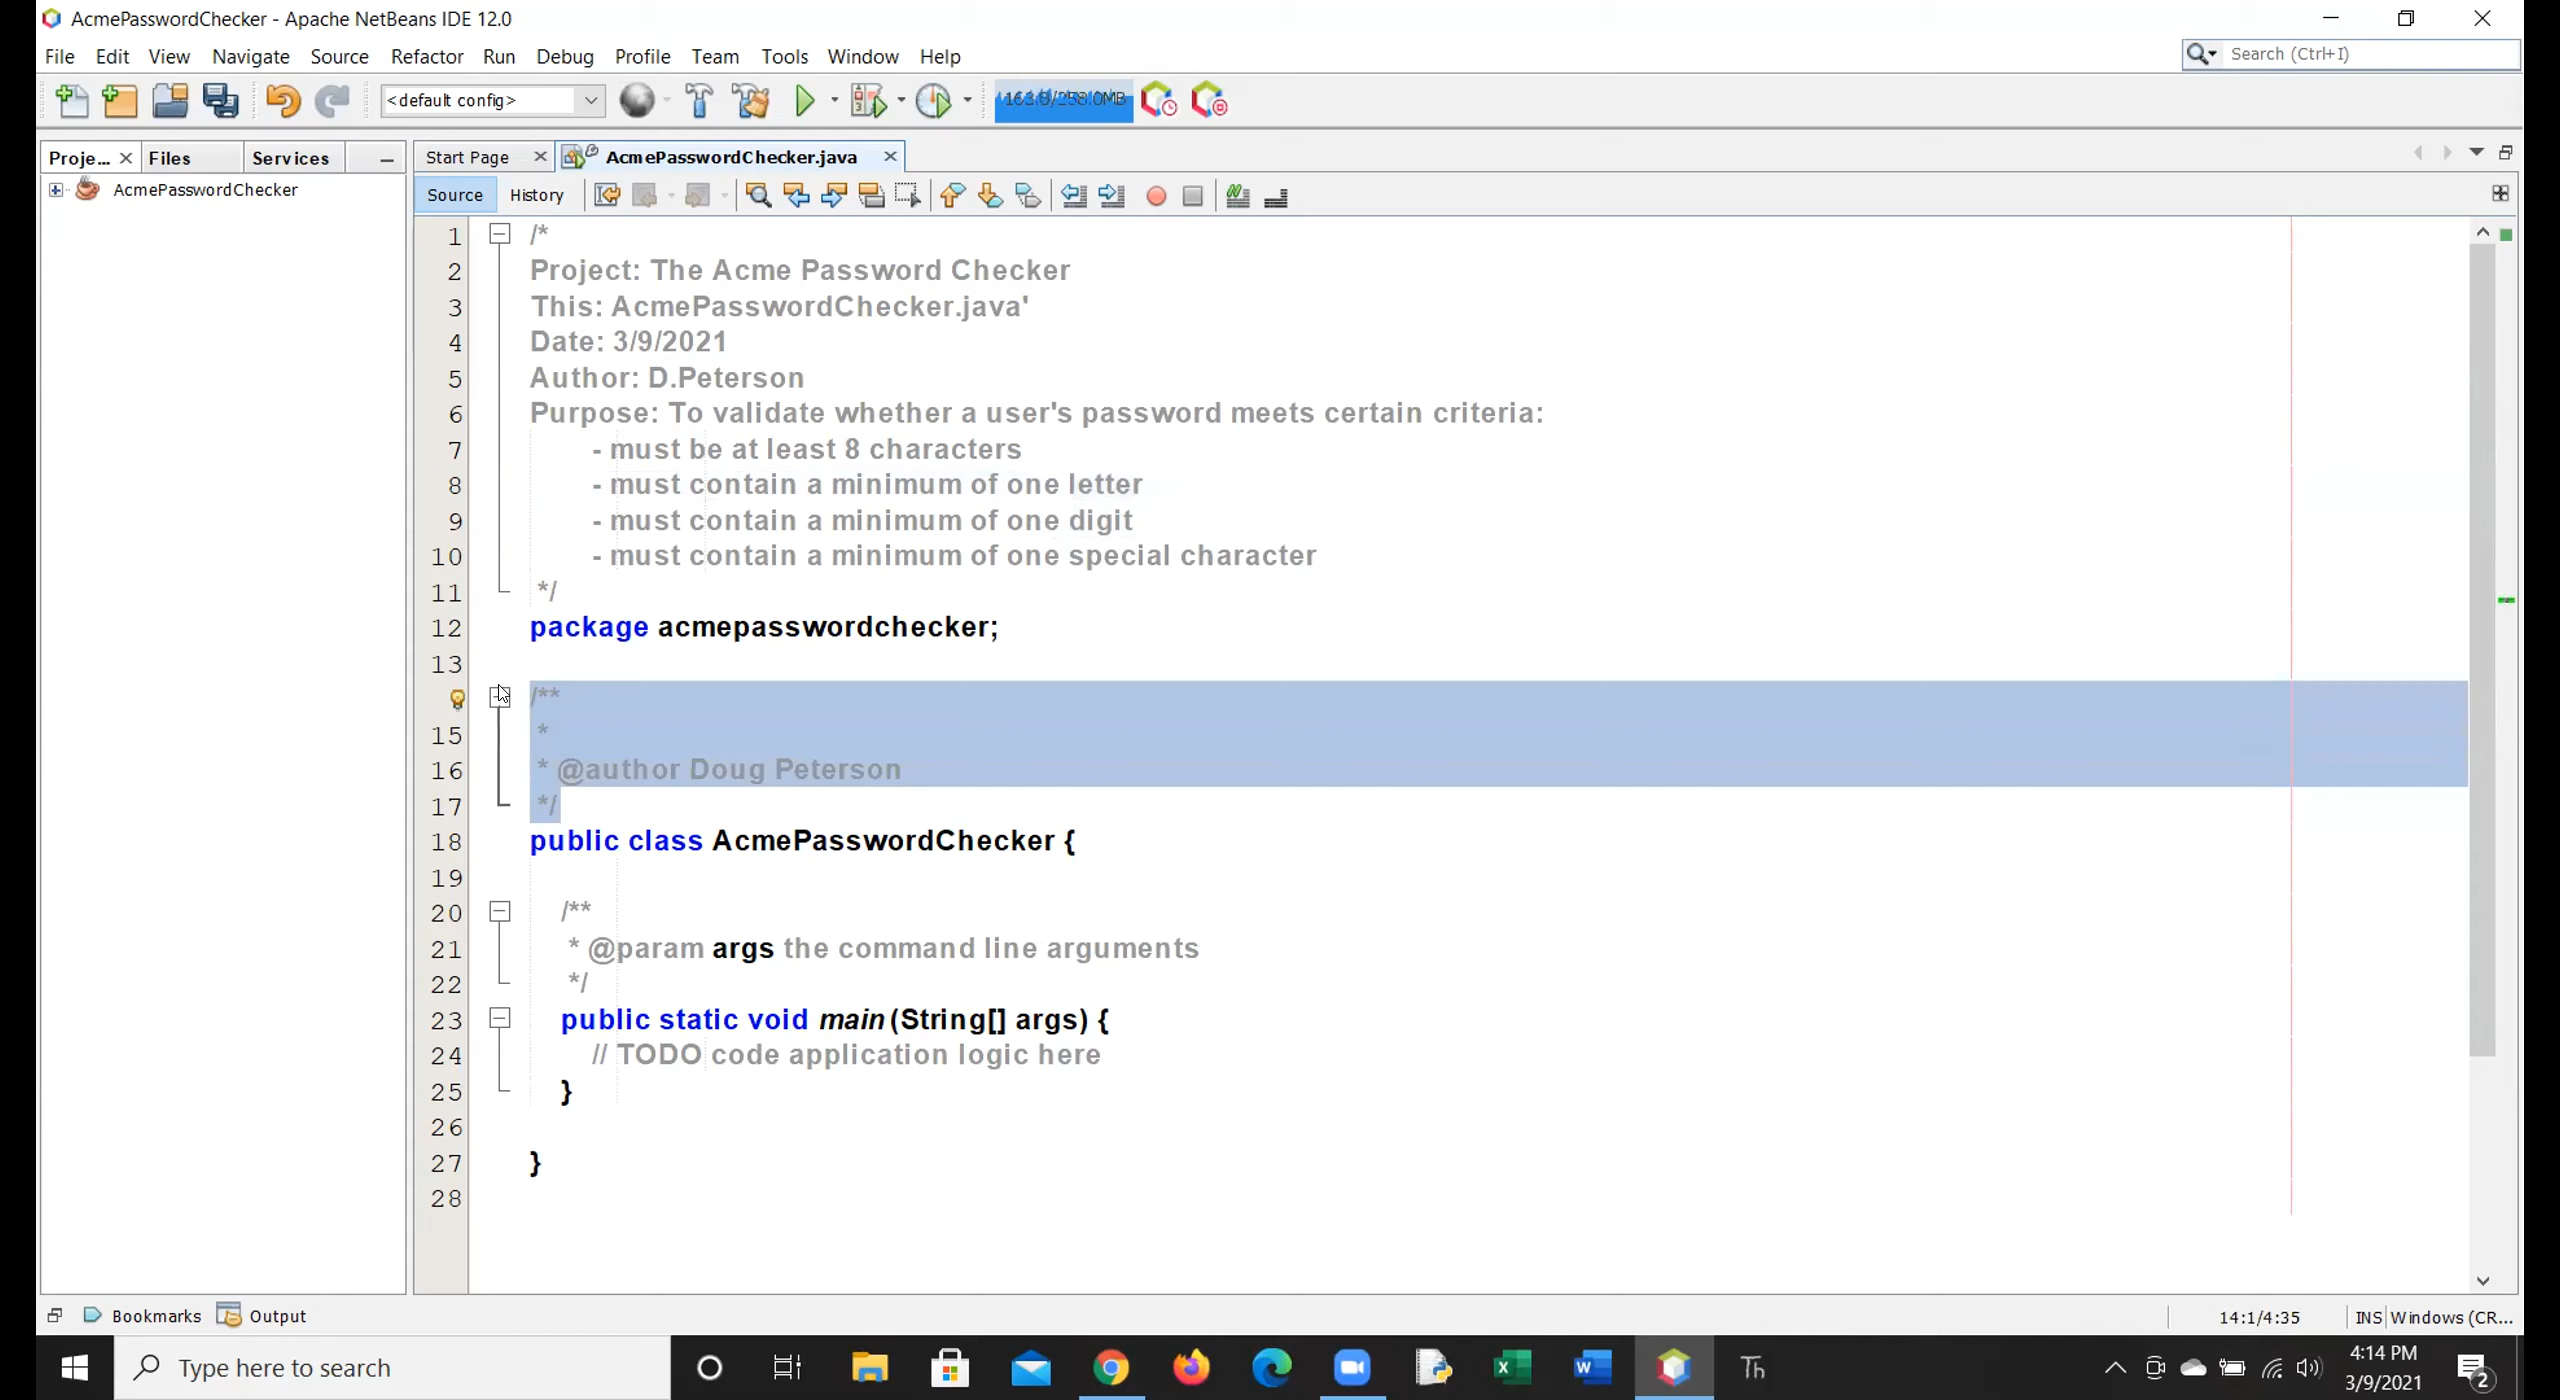 AcmePasswordChecker - Apache NetBeans IDE 12.0
File Edit View Navigate Source Refactor Run Debug Profile Team Tools Window Help
Search (Ctrl+I)
<default config>
Proje... Files Services
Start Page AcmePasswordChecker.java
AcmePasswordChecker
Source History
1 /*
2 Project: The Acme Password Checker
3 This: AcmePasswordChecker.java'
4 Date: 3/9/2021
5 Author: D.Peterson
6 Purpose: To validate whether a user's password meets certain criteria:
7 - must be at least 8 characters
8 - must contain a minimum of one letter
9 - must contain a minimum of one digit
10 - must contain a minimum of one special character
11 */
12 package acmepasswordchecker;
13
/**
15 *
16 * @author Doug Peterson
17 */
18 public class AcmePasswordChecker {
19
20 /**
21 * @param args the command line arguments
22 */
23 public static void main(String[] args) {
24 // TODO code application logic here
25 }
26
27 }
28
Bookmarks Output
14:1/4:35 INS Windows (CR...
Type here to search
Th
4:14 PM
3/9/2021
2